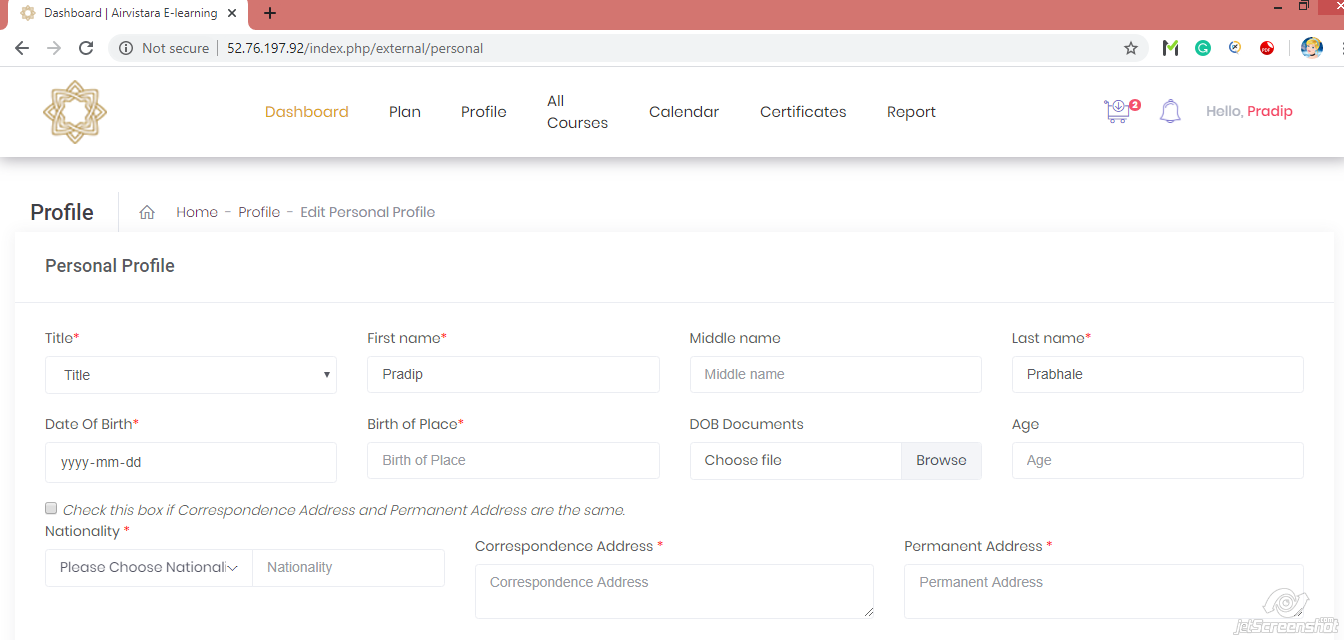 Dashboard | Airvistara E-learning
Not secure 52.76.197.92/index.php/external/personal
Dashboard Plan Profile All Courses Calendar Certificates Report 2 Hello, Pradip
Profile Home - Profile - Edit Personal Profile
Personal Profile
Title* First name* Middle name Last name*
Title Pradip Middle name Prabhale
Date Of Birth* Birth of Place* DOB Documents Age
yyyy-mm-dd Birth of Place Choose file Browse Age
Check this box if Correspondence Address and Permanent Address are the same.
Nationality * Correspondence Address * Permanent Address *
Please Choose National Nationality Correspondence Address Permanent Address
jetScreenshot